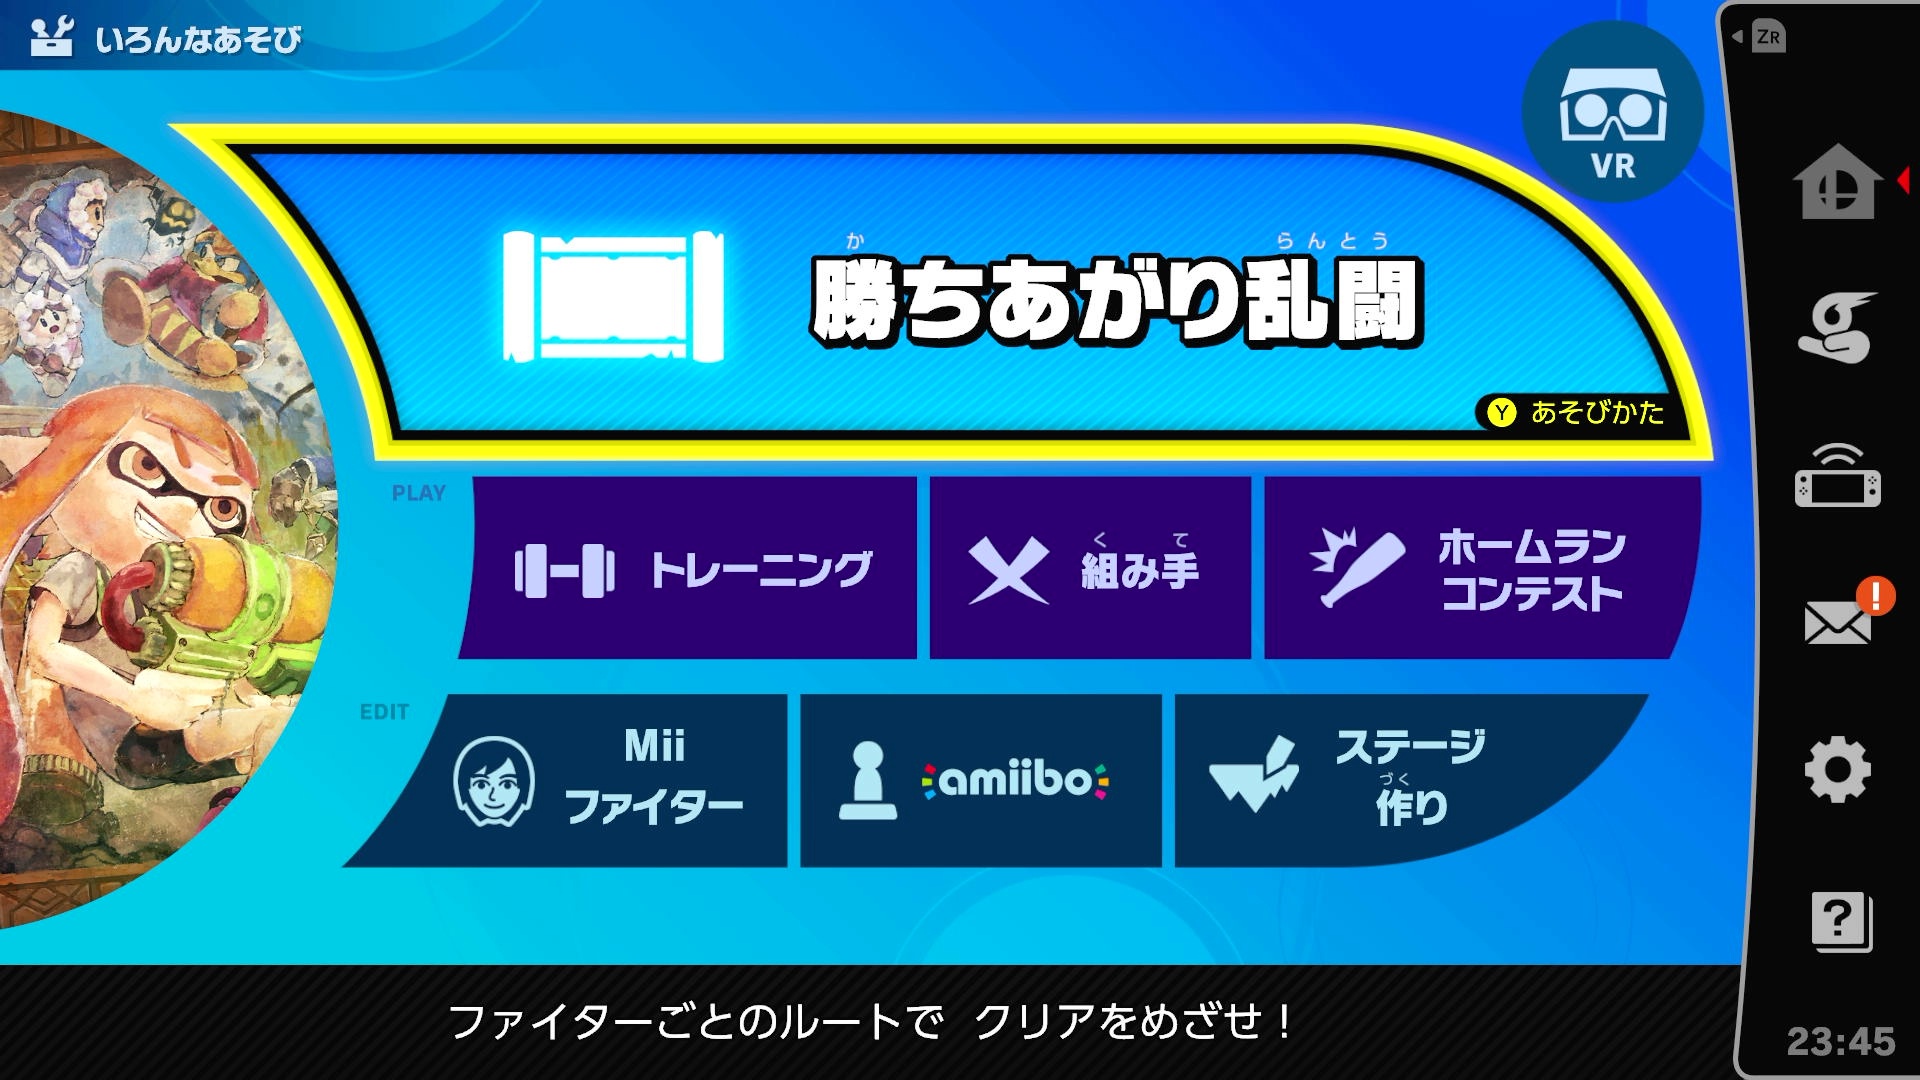 いろんなあそび
VR
ZR
か らんとう
勝ちあがり乱闘
Y あそびかた
PLAY
トレーニング
く て
組み手
ホームラン
コンテスト
EDIT
Mii
ファイター
amiibo
ステージ
づく
作り
!
?
ファイターごとのルートで クリアをめざせ！
23:45